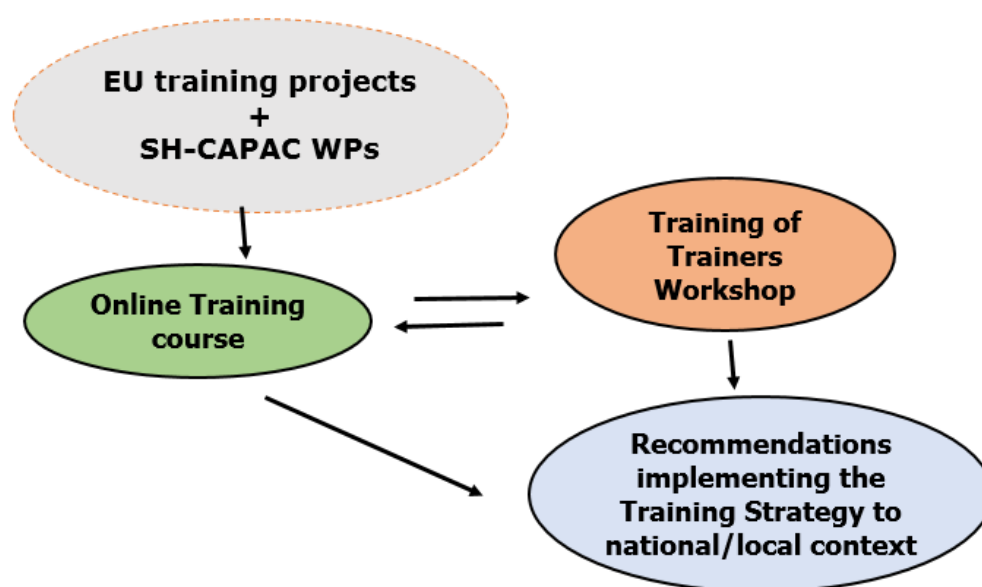 EU training projects
+
SH-CAPAC WPs
Training of
Trainers
Workshop
Online Training
course
Recommendations
implementing the
Training Strategy to
national/local context